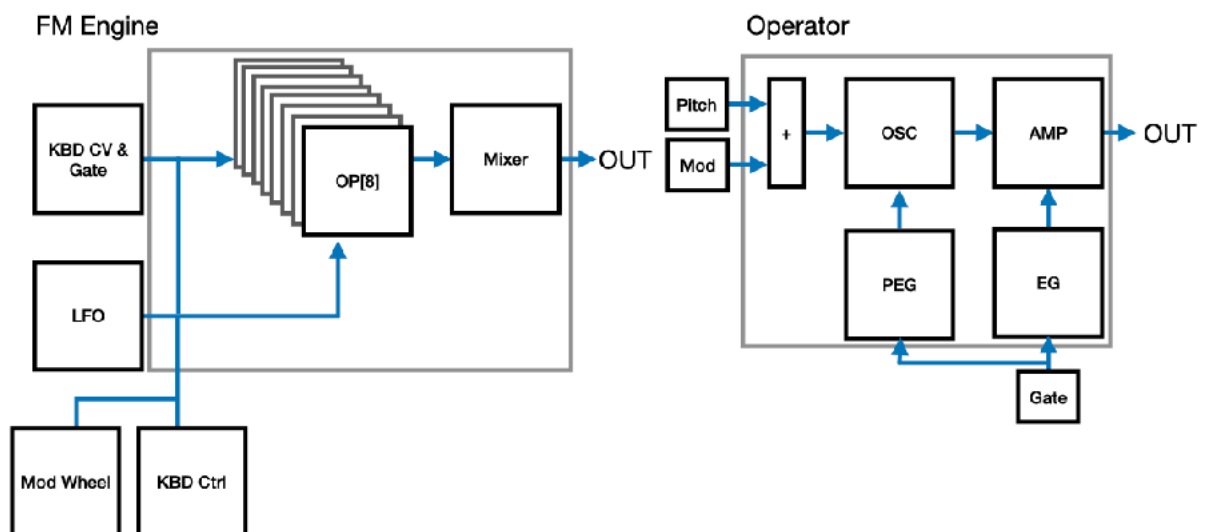 FM Engine
KBD CV &
Gate
OP[8]
Mixer
OUT
LFO
Mod Wheel
KBD Ctrl
Operator
Pitch
Mod
+
OSC
AMP
OUT
PEG
EG
Gate